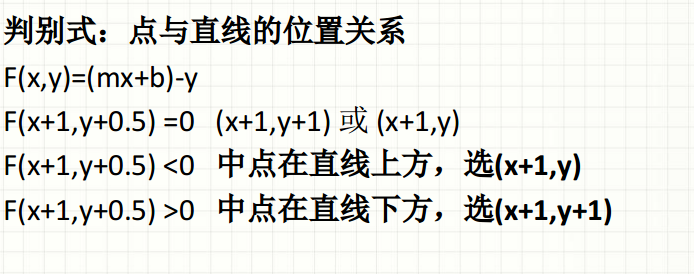 判别式：点与直线的位置关系
F(x,y)=(mx+b)-y
F(x+1,y+0.5) =0 (x+1,y+1) 或 (x+1,y)
F(x+1,y+0.5) <0 中点在直线上方，选(x+1,y)
F(x+1,y+0.5) >0 中点在直线下方，选(x+1,y+1)